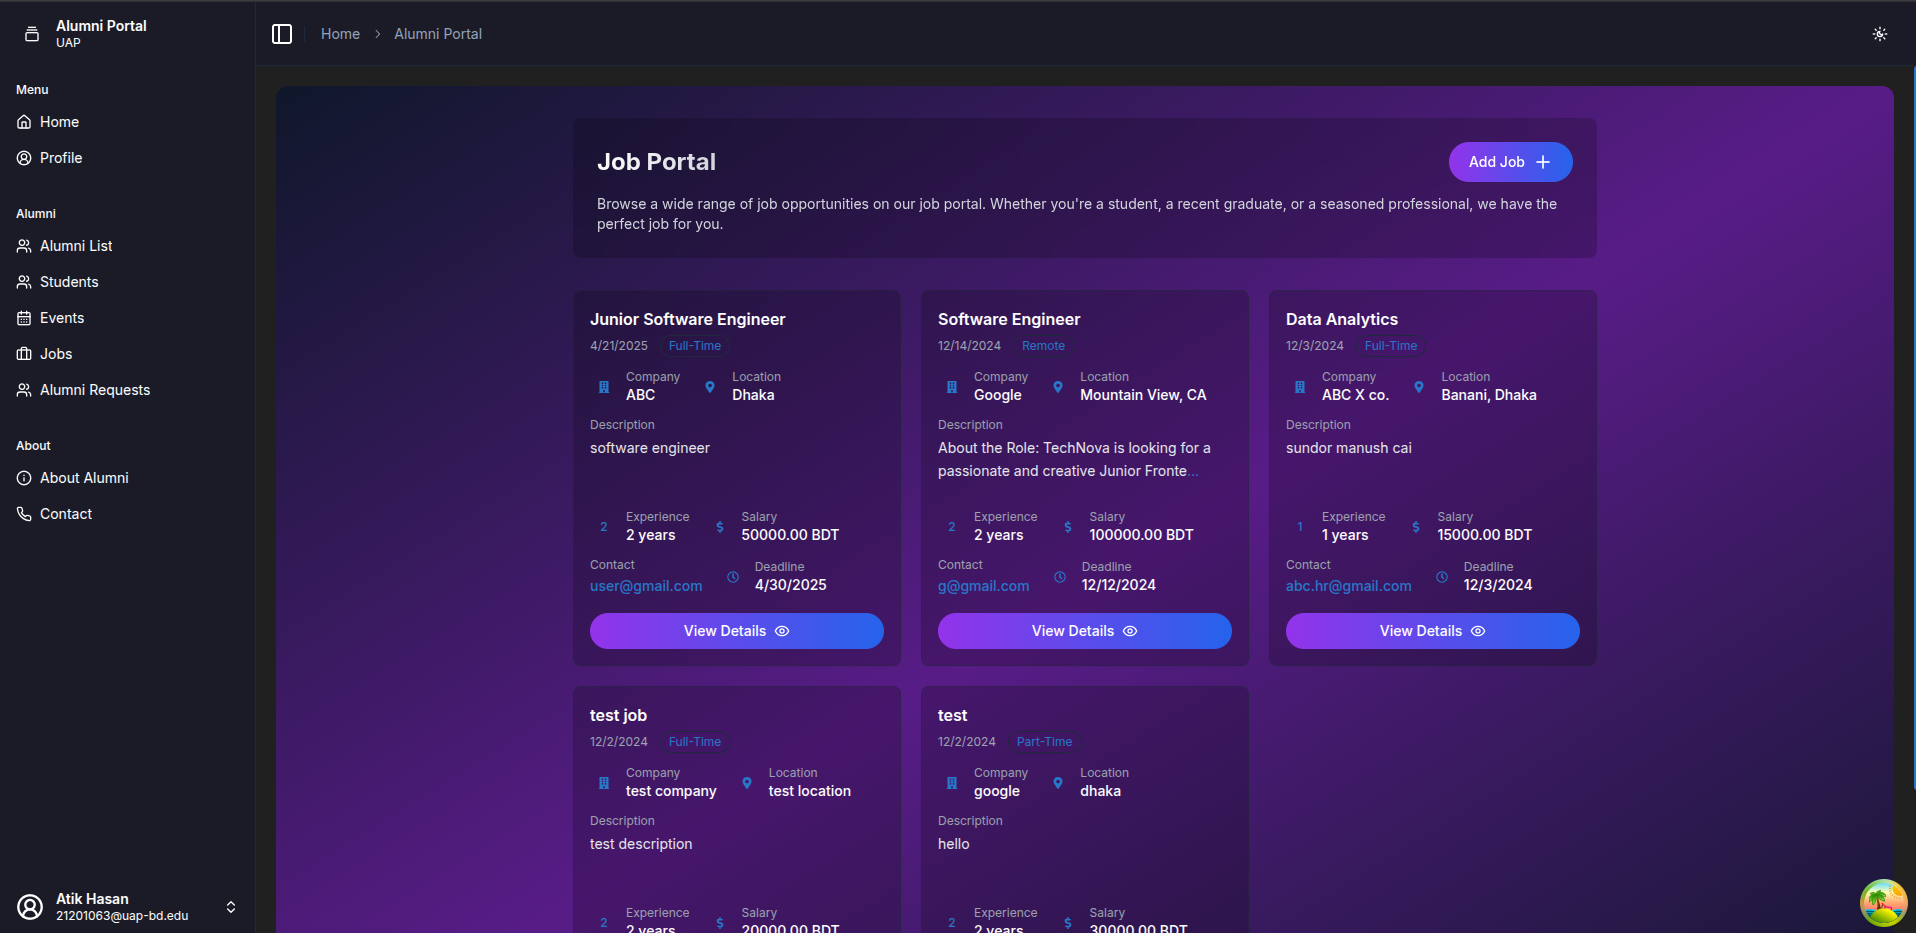 Alumni Portal
UAP
Menu
Home
Profile
Alumni
Alumni List
Students
Events
Jobs
Alumni Requests
About
About Alumni
Contact
Atik Hasan
21201063@uap-bd.edu
Home > Alumni Portal
Job Portal
Add Job +
Browse a wide range of job opportunities on our job portal. Whether you're a student, a recent graduate, or a seasoned professional, we have the
perfect job for you.
Junior Software Engineer
4/21/2025 Full-Time
Company Location
ABC Dhaka
Description
software engineer
2 Experience $ Salary
2 years 50000.00 BDT
Contact Deadline
user@gmail.com 4/30/2025
View Details
Software Engineer
12/14/2024 Remote
Company Location
Google Mountain View, CA
Description
About the Role: TechNova is looking for a
passionate and creative Junior Fronte...
2 Experience $ Salary
2 years 100000.00 BDT
Contact Deadline
g@gmail.com 12/12/2024
View Details
Data Analytics
12/3/2024 Full-Time
Company Location
ABC X co. Banani, Dhaka
Description
sundor manush cai
1 Experience $ Salary
1 years 15000.00 BDT
Contact Deadline
abc.hr@gmail.com 12/3/2024
View Details
test job
12/2/2024 Full-Time
Company Location
test company test location
Description
test description
2 Experience $ Salary
2 years 20000.00 BDT
test
12/2/2024 Part-Time
Company Location
google dhaka
Description
hello
2 Experience $ Salary
2 years 30000.00 BDT